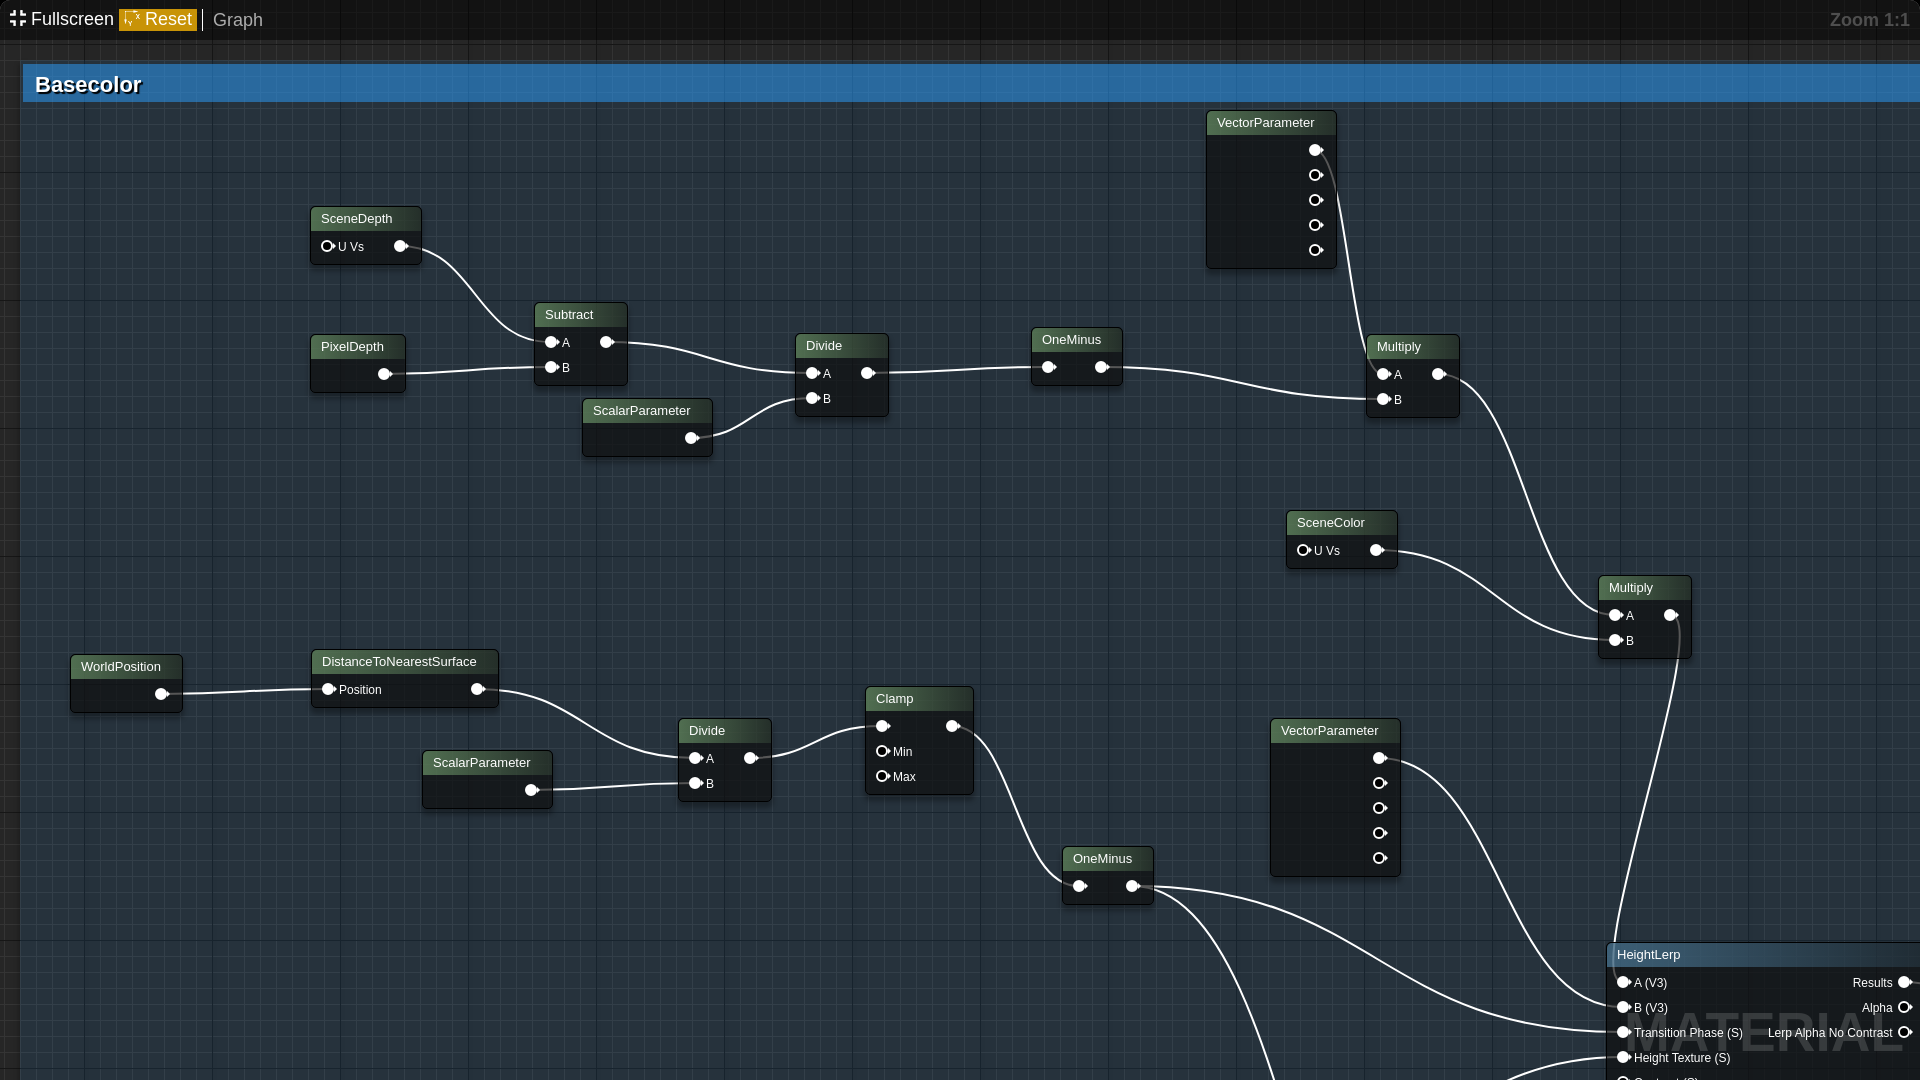 Fullscreen Reset Graph
Zoom 1:1
Basecolor
VectorParameter
SceneDepth
U Vs
Subtract
A
B
PixelDepth
Divide
A
B
OneMinus
Multiply
A
B
ScalarParameter
SceneColor
U Vs
Multiply
A
B
WorldPosition
DistanceToNearestSurface
Position
Clamp
Min
Max
Divide
A
B
VectorParameter
ScalarParameter
OneMinus
HeightLerp
A (V3)
Results
B (V3)
Alpha
Transition Phase (S)
Lerp Alpha No Contrast
Height Texture (S)
MATERIAL